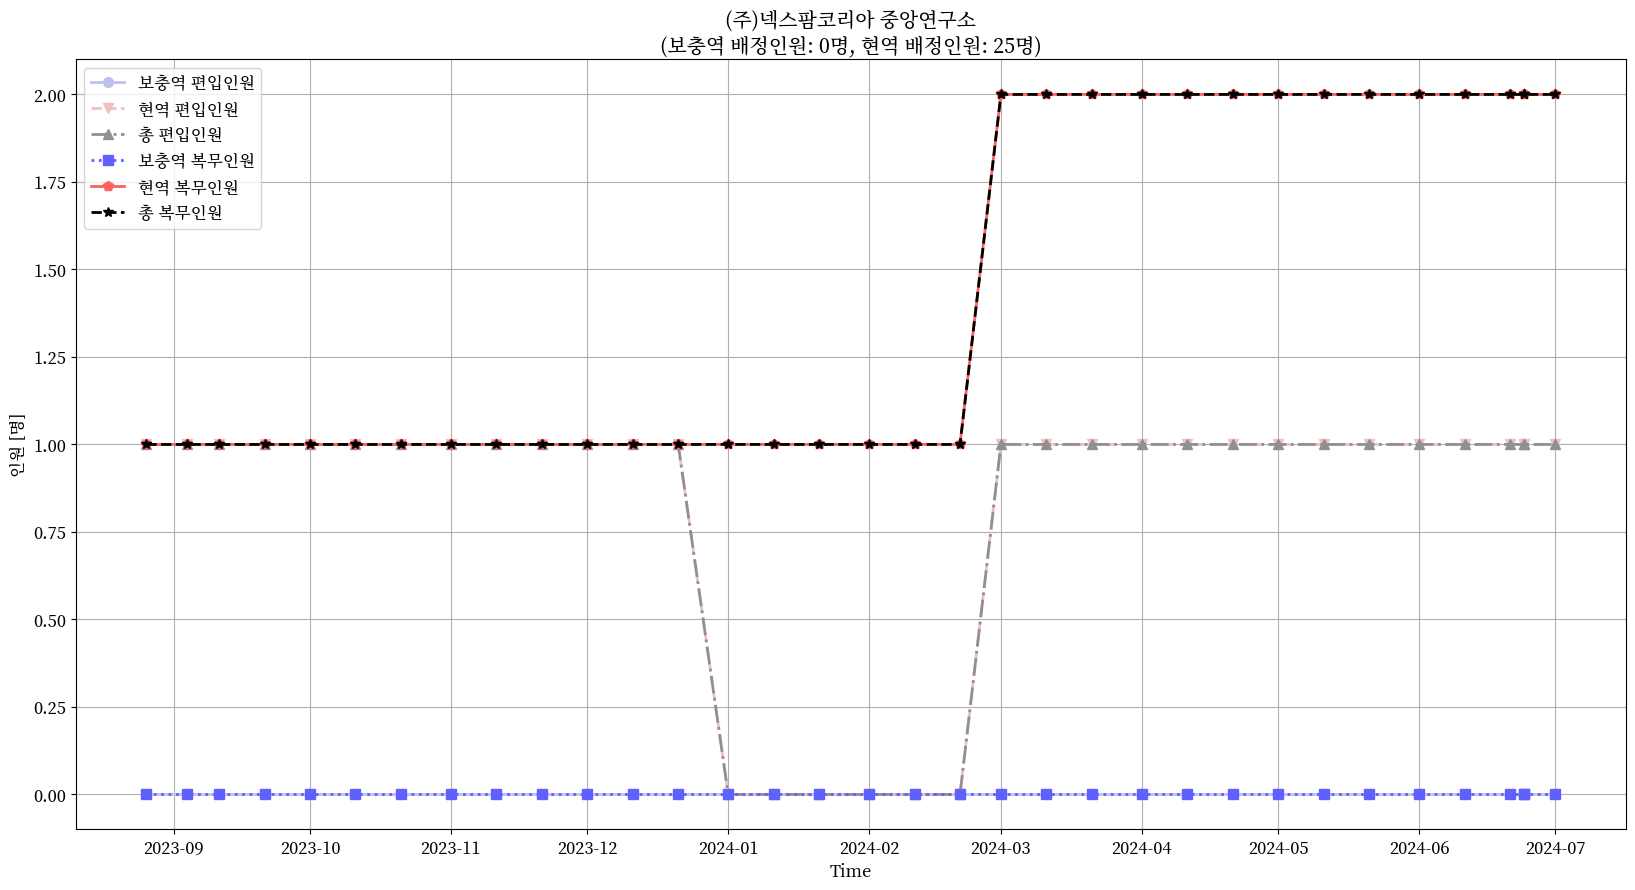 (주)넥스팜코리아 중앙연구소
(보충역 배정인원: 0명, 현역 배정인원: 25명)
보충역 편입인원
현역 편입인원
총 편입인원
보충역 복무인원
현역 복무인원
총 복무인원
인원 [명]
2.00
1.75
1.50
1.25
1.00
0.75
0.50
0.25
0.00
2023-09 2023-10 2023-11 2023-12 2024-01 2024-02 2024-03 2024-04 2024-05 2024-06 2024-07
Time